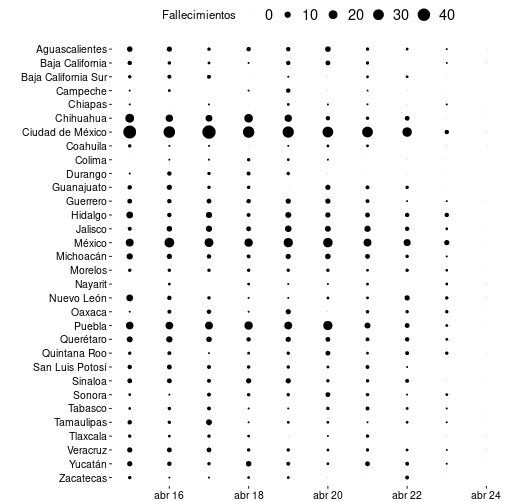 Fallecimientos 0 10 20 30 40
Aguascalientes
Baja California
Baja California Sur
Campeche
Chiapas
Chihuahua
Ciudad de México
Coahuila
Colima
Durango
Guanajuato
Guerrero
Hidalgo
Jalisco
México
Michoacán
Morelos
Nayarit
Nuevo León
Oaxaca
Puebla
Querétaro
Quintana Roo
San Luis Potosí
Sinaloa
Sonora
Tabasco
Tamaulipas
Tlaxcala
Veracruz
Yucatán
Zacatecas
abr 16 abr 18 abr 20 abr 22 abr 24